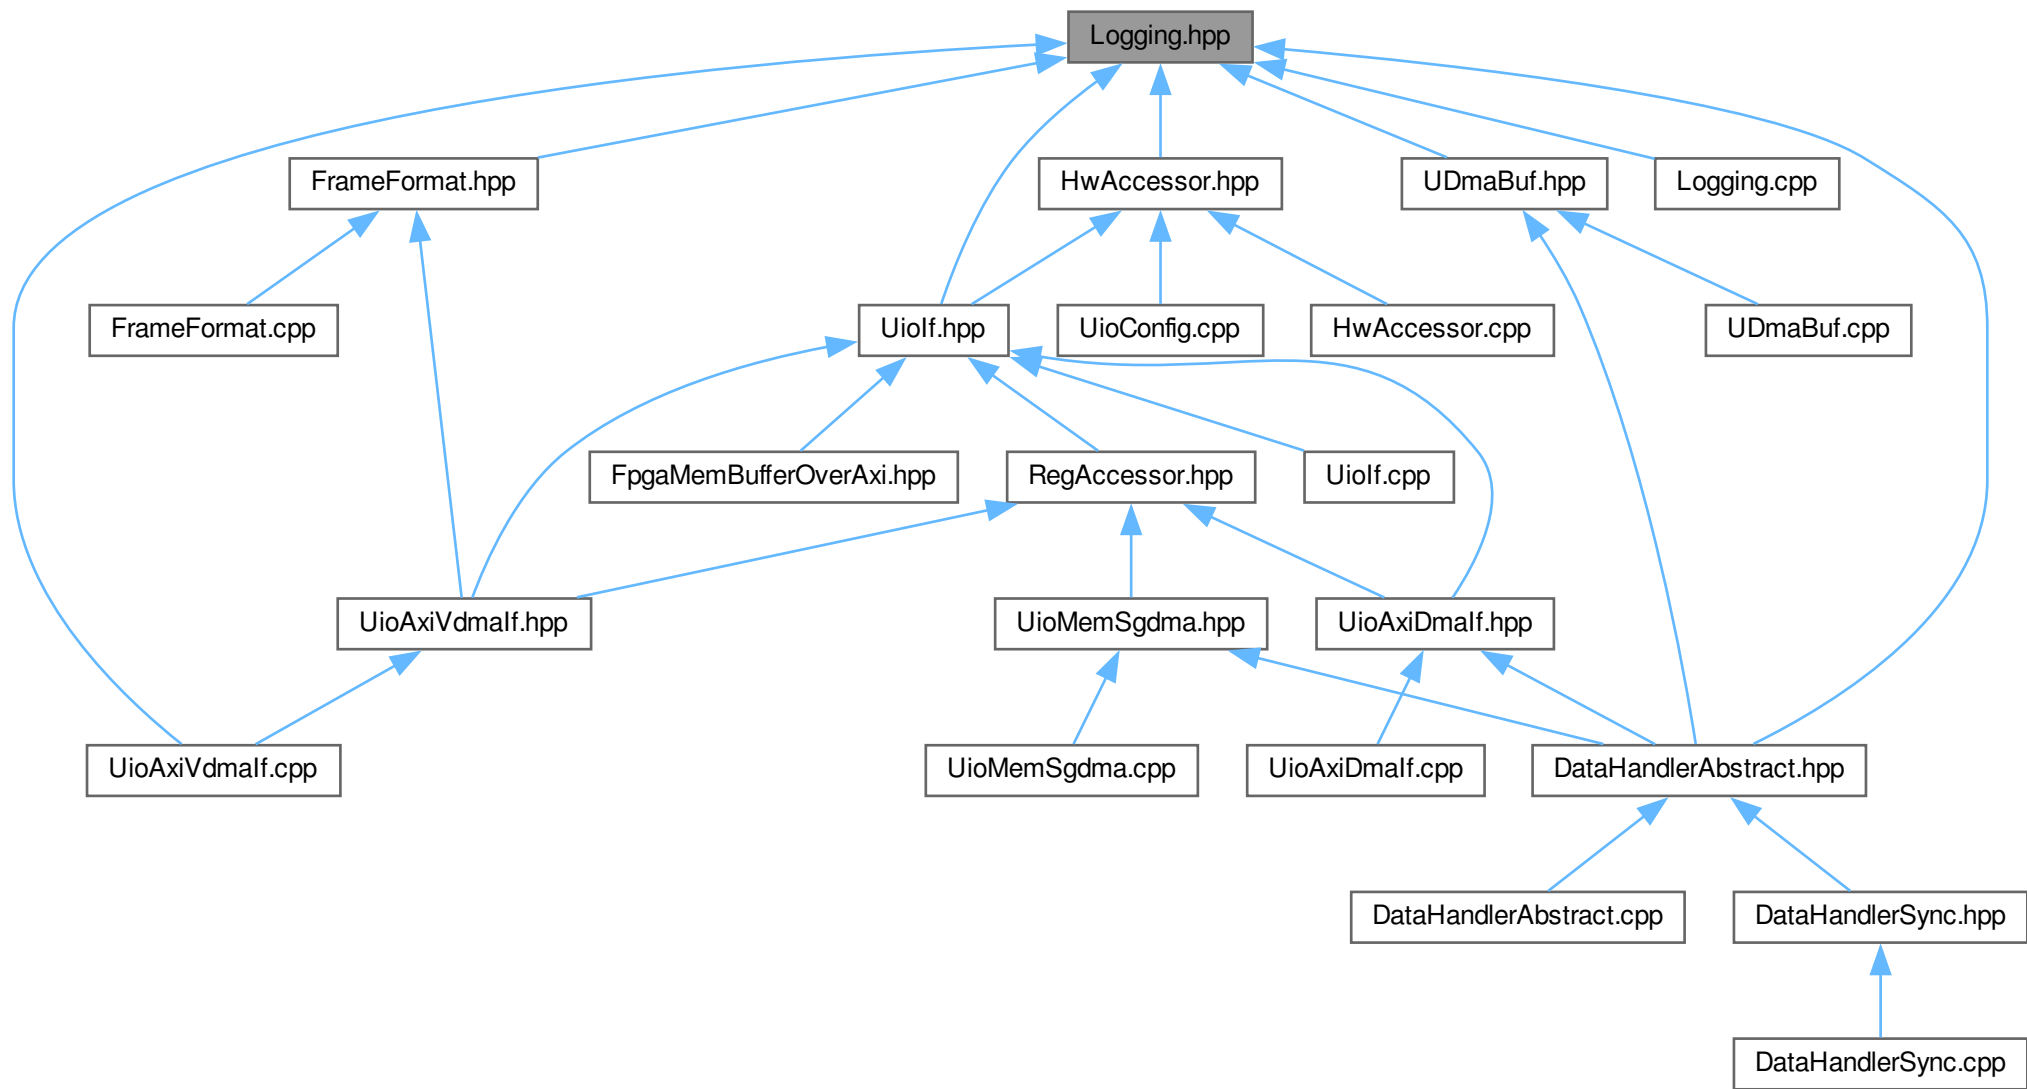 Logging.hpp
FrameFormat.hpp
HwAccessor.hpp
UDmaBuf.hpp
Logging.cpp
FrameFormat.cpp
UioIf.hpp
UioConfig.cpp
HwAccessor.cpp
UDmaBuf.cpp
FpgaMemBufferOverAxi.hpp
RegAccessor.hpp
UioIf.cpp
UioAxiVdmaIf.hpp
UioMemSgdma.hpp
UioAxiDmaIf.hpp
UioAxiVdmaIf.cpp
UioMemSgdma.cpp
UioAxiDmaIf.cpp
DataHandlerAbstract.hpp
DataHandlerAbstract.cpp
DataHandlerSync.hpp
DataHandlerSync.cpp